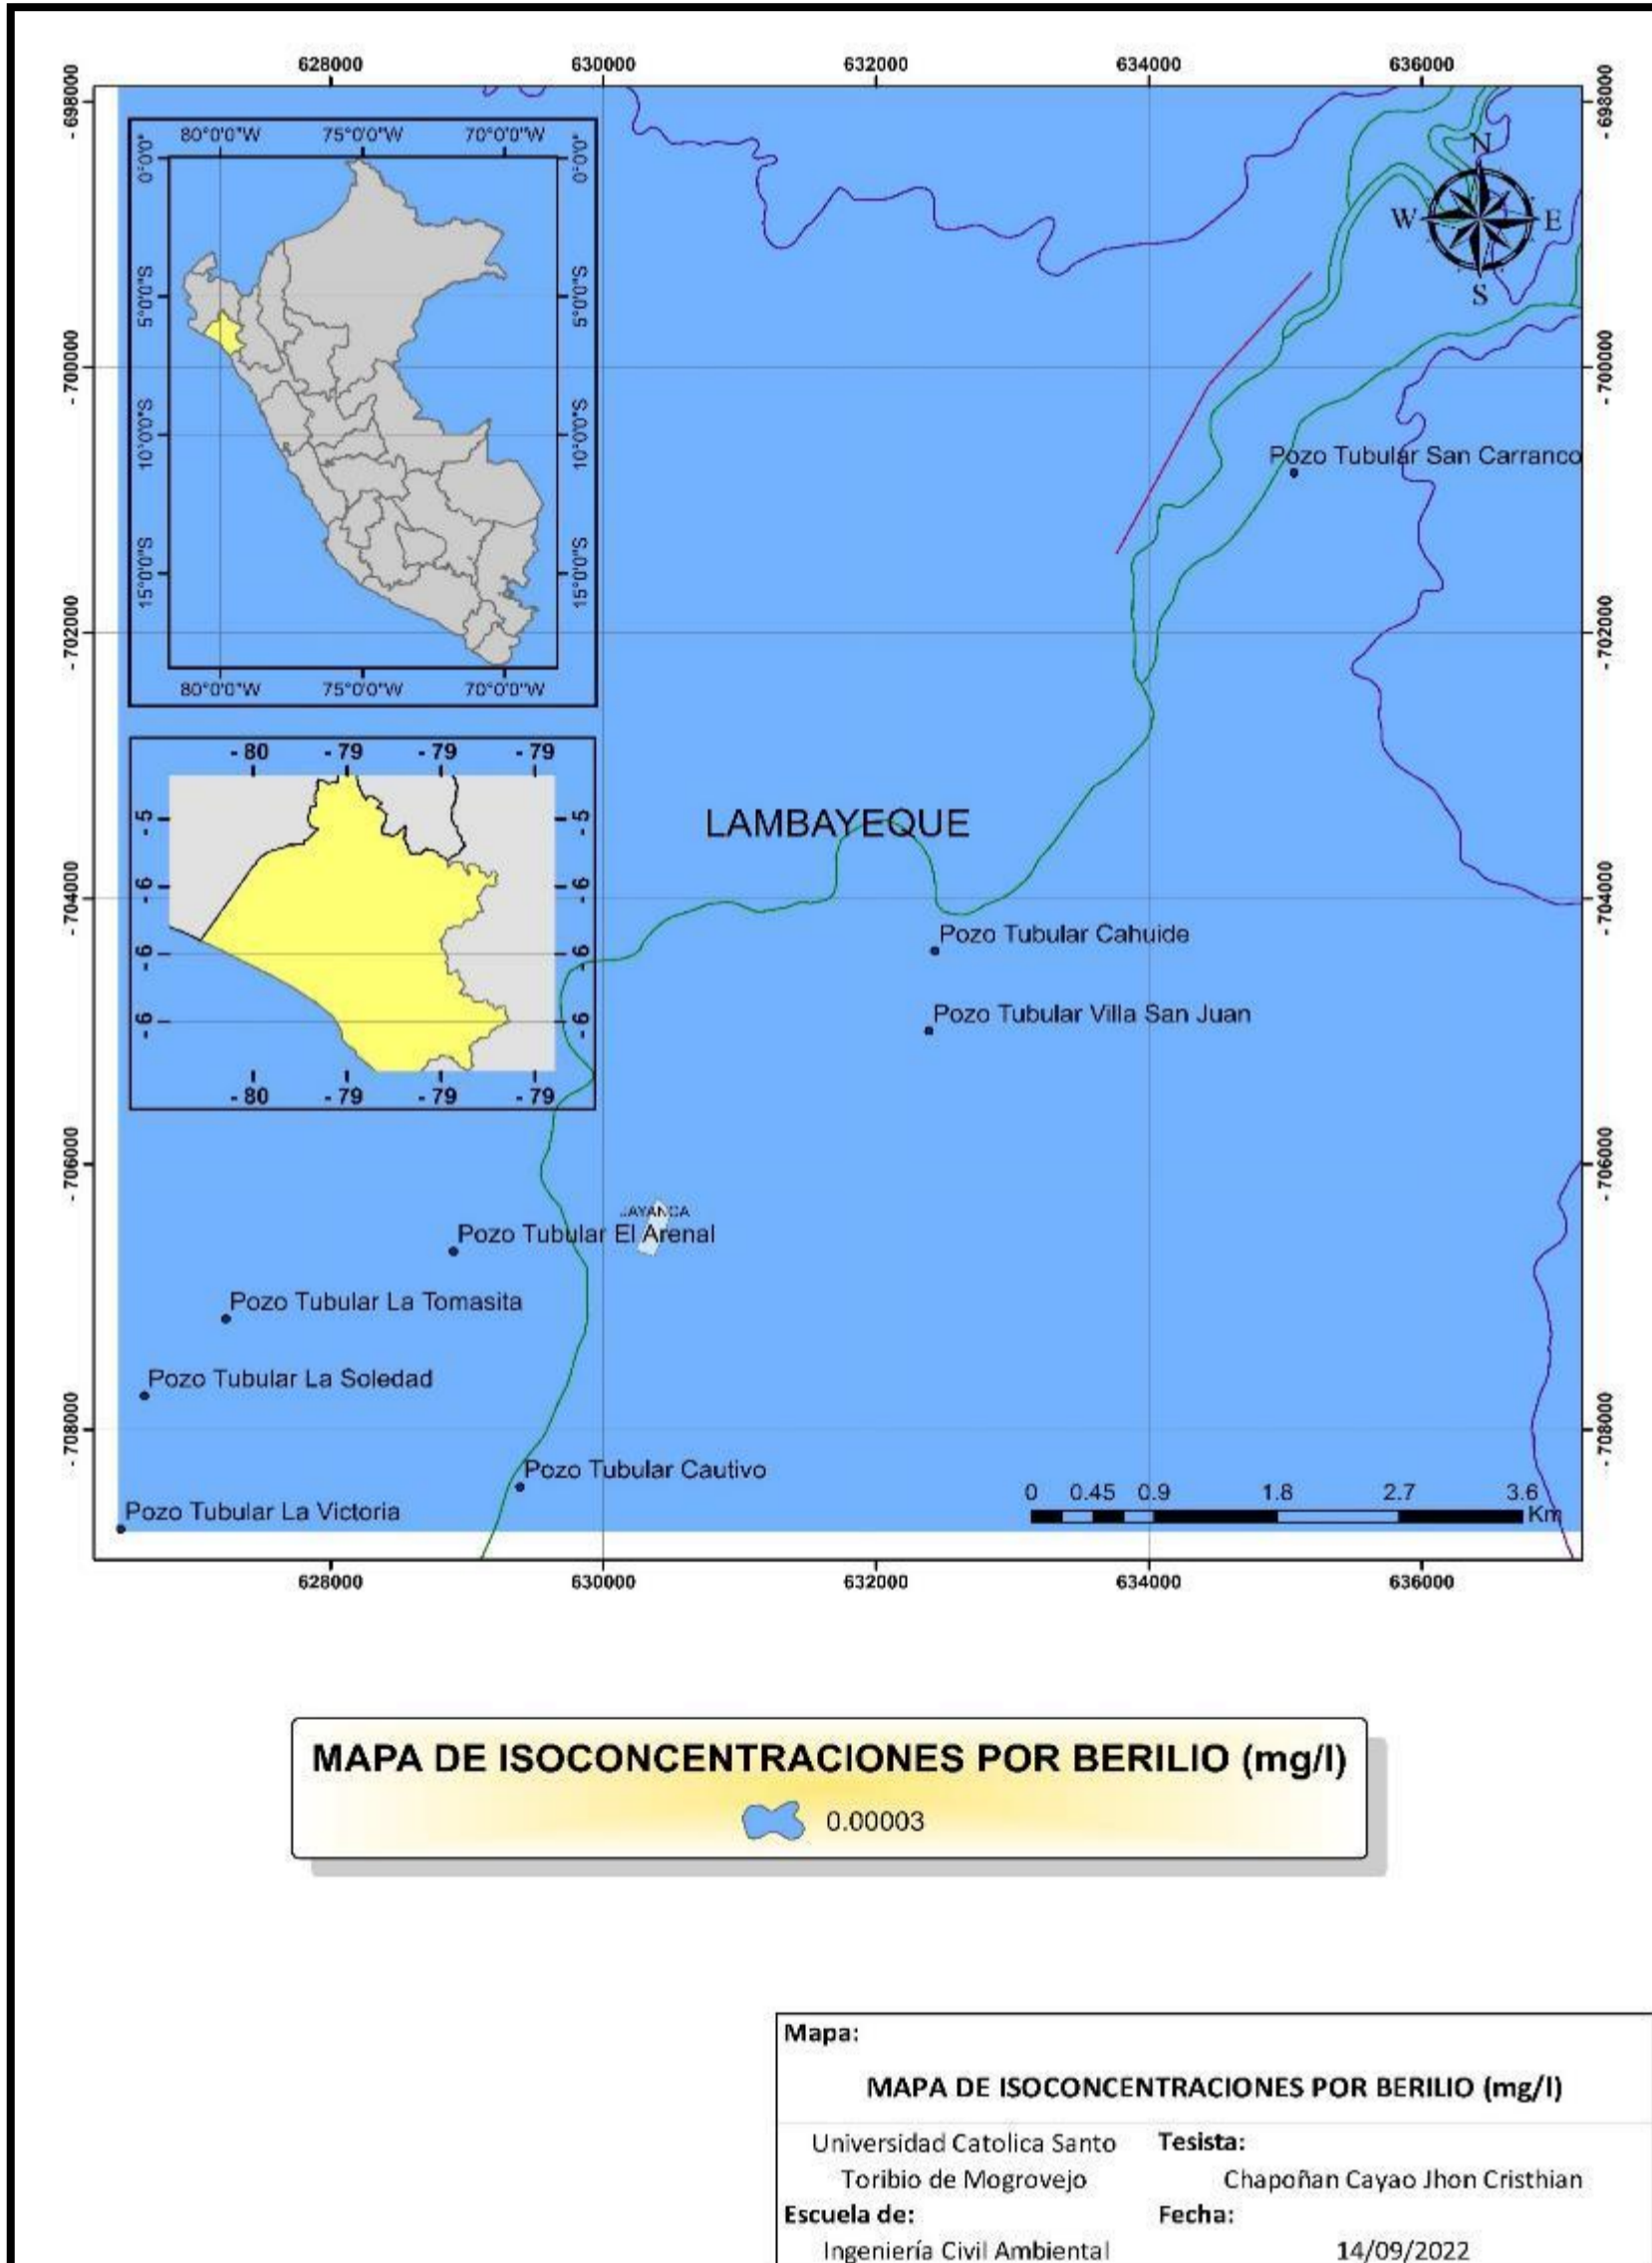 628000 630000 632000 634000 636000
- 698000
- 698000
80°0'0"W 75°0'0"W 70°0'0"W
0°0'0"
0°0'0"
5°0'0"S
5°0'0"S
10°0'0"S
10°0'0"S
15°0'0"S
15°0'0"S
80°0'0"W 75°0'0"W 70°0'0"W
N
W E
S
- 700000
- 700000
Pozo Tubular San Carranco
- 702000
- 702000
- 80 - 79 - 79 - 79
- 5
- 5
- 6
- 6
- 6
- 6
- 6
- 6
- 80 - 79 - 79 - 79
LAMBAYEQUE
- 704000
- 704000
Pozo Tubular Cahuide
Pozo Tubular Villa San Juan
- 706000
- 706000
JAYANCA
Pozo Tubular El Arenal
Pozo Tubular La Tomasita
Pozo Tubular La Soledad
- 708000
- 708000
Pozo Tubular Cautivo
Pozo Tubular La Victoria
0 0.45 0.9 1.8 2.7 3.6
Km
628000 630000 632000 634000 636000
MAPA DE ISOCONCENTRACIONES POR BERILIO (mg/l)
0.00003
Mapa:
MAPA DE ISOCONCENTRACIONES POR BERILIO (mg/l)
Universidad Catolica Santo Tesista:
Toribio de Mogrovejo Chapoñan Cayao Jhon Cristhian
Escuela de: Fecha:
Ingeniería Civil Ambiental 14/09/2022